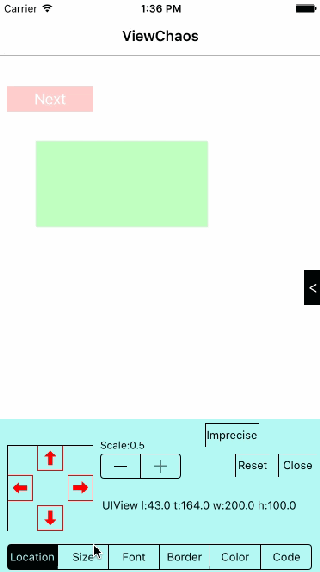 Carrier 1:36 PM
ViewChaos
Next
<
Imprecise
Scale:0.5
— +
Reset Close
UIView l:43.0 t:164.0 w:200.0 h:100.0
Location Size Font Border Color Code